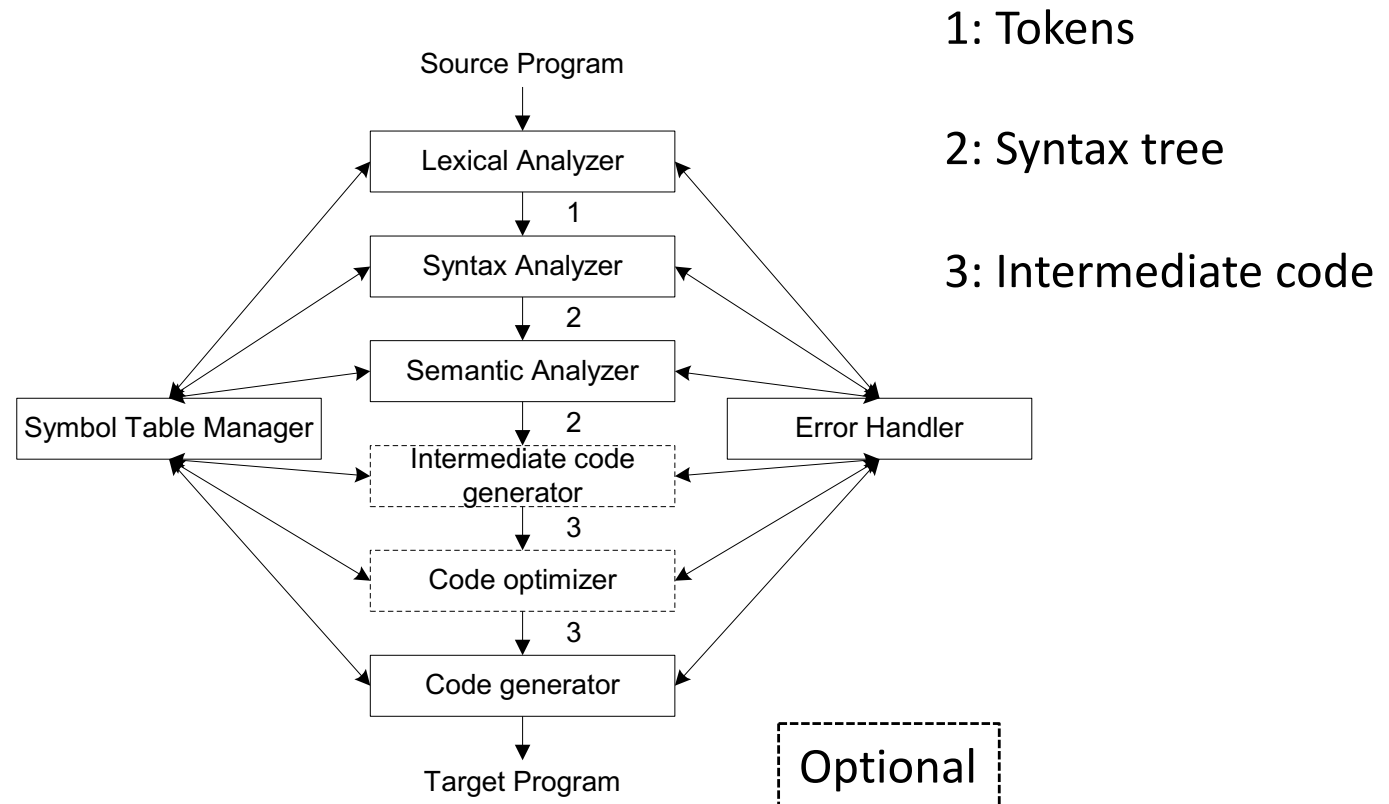 Source Program
Lexical Analyzer
1
Syntax Analyzer
2
Semantic Analyzer
Symbol Table Manager
2
Error Handler
Intermediate code
generator
3
Code optimizer
3
Code generator
Target Program
1: Tokens
2: Syntax tree
3: Intermediate code
Optional